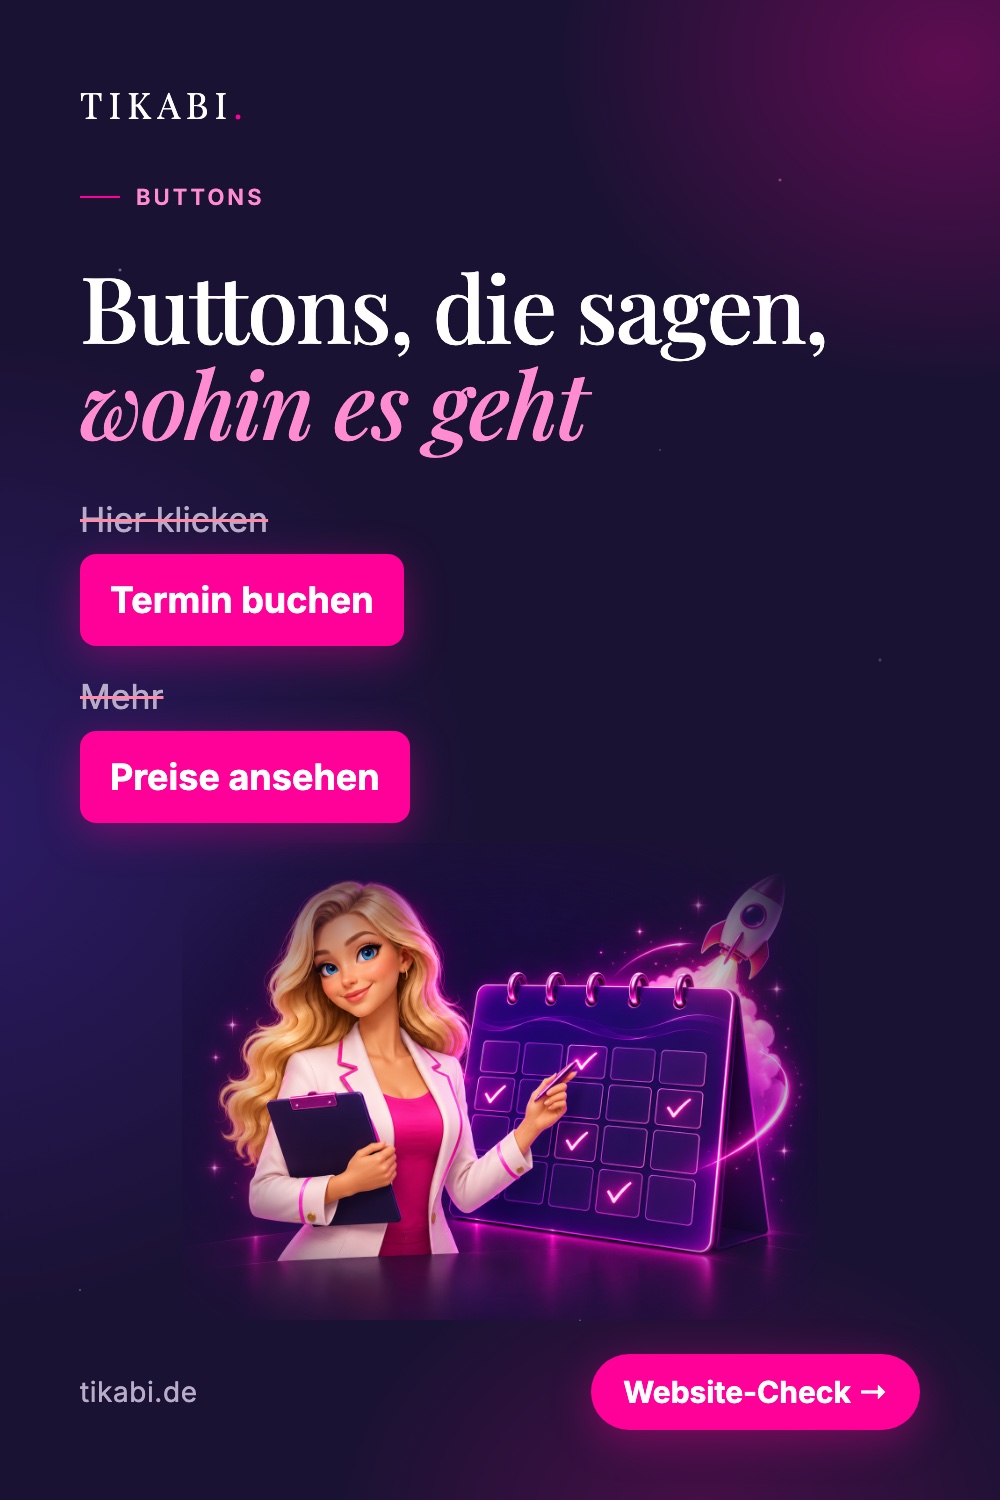 TIKABI.
BUTTONS
Buttons, die sagen,
wohin es geht
Hier klicken
Termin buchen
Mehr
Preise ansehen
tikabi.de
Website-Check →